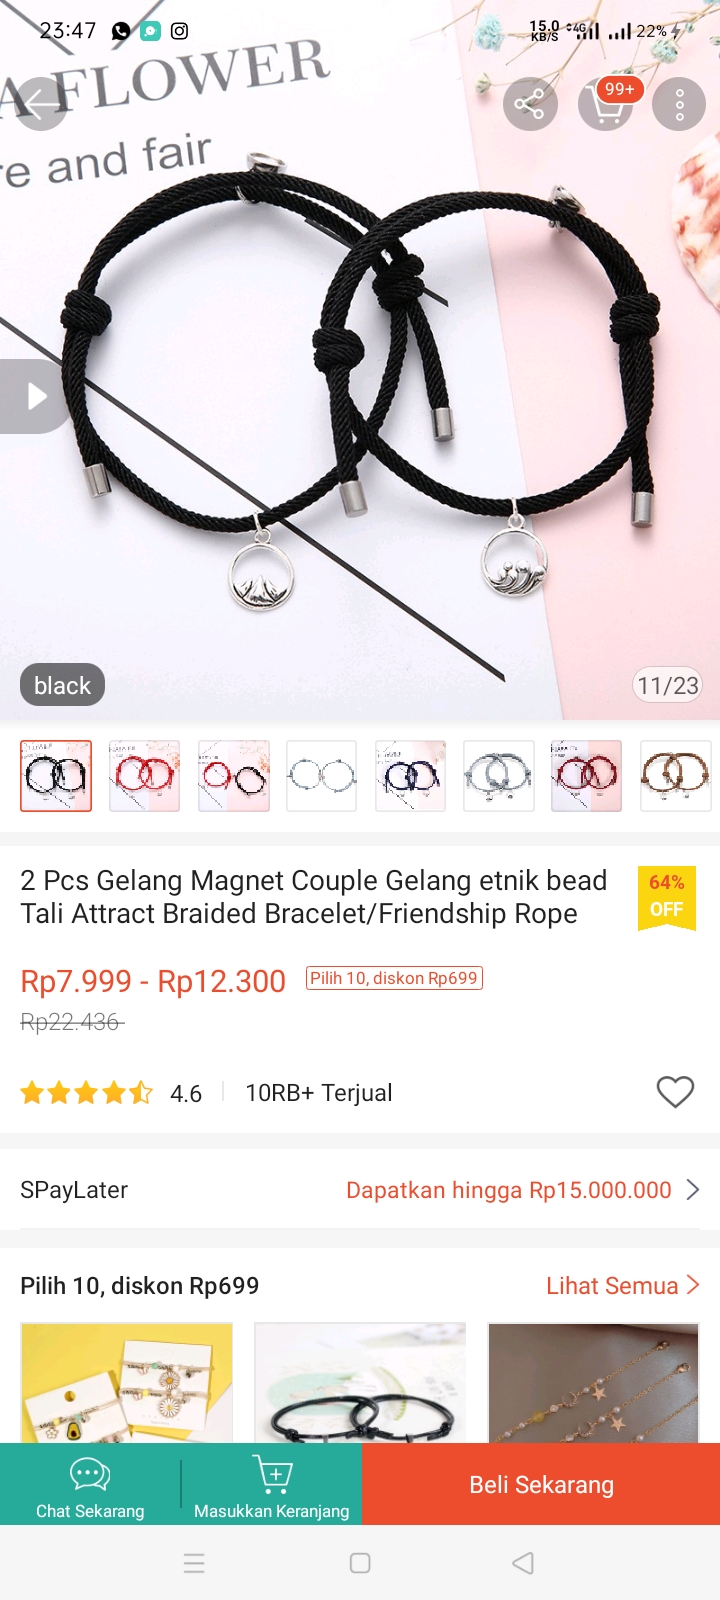 23:47
15.0
KB/S
4G
22%
A FLOWER
re and fair
99+
black
11/23
2 Pcs Gelang Magnet Couple Gelang etnik bead
Tali Attract Braided Bracelet/Friendship Rope
64%
OFF
Rp7.999 - Rp12.300
Pilih 10, diskon Rp699
Rp22.436
4.6
10RB+ Terjual
SPayLater
Dapatkan hingga Rp15.000.000
Pilih 10, diskon Rp699
Lihat Semua
Chat Sekarang
Masukkan Keranjang
Beli Sekarang